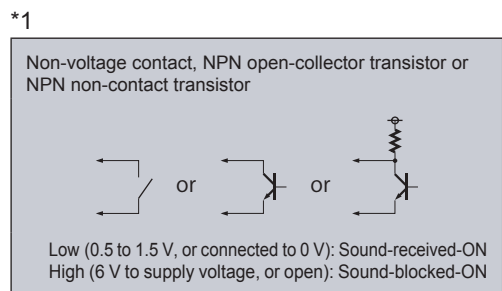 *1
Non-voltage contact, NPN open-collector transistor or
NPN non-contact transistor
or
or
Low (0.5 to 1.5 V, or connected to 0 V): Sound-received-ON
High (6 V to supply voltage, or open): Sound-blocked-ON